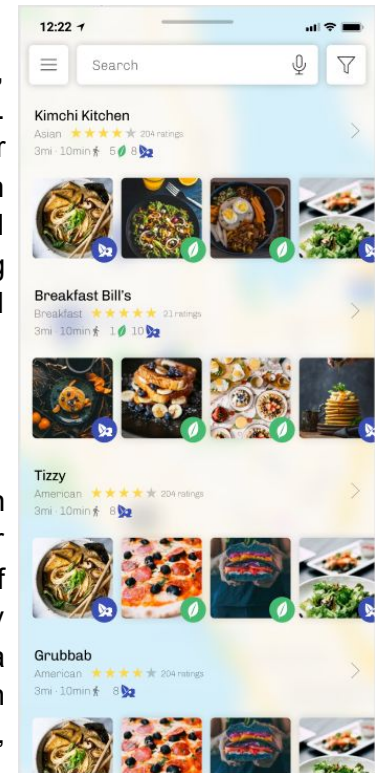 12:22
Search
Kimchi Kitchen
Asian 204 ratings
3mi · 10min 5 8
Breakfast Bill's
Breakfast 21 ratings
3mi · 10min 1 10
Tizzy
American 204 ratings
3mi · 10min 8
Grubbab
American 204 ratings
3mi · 10min 8